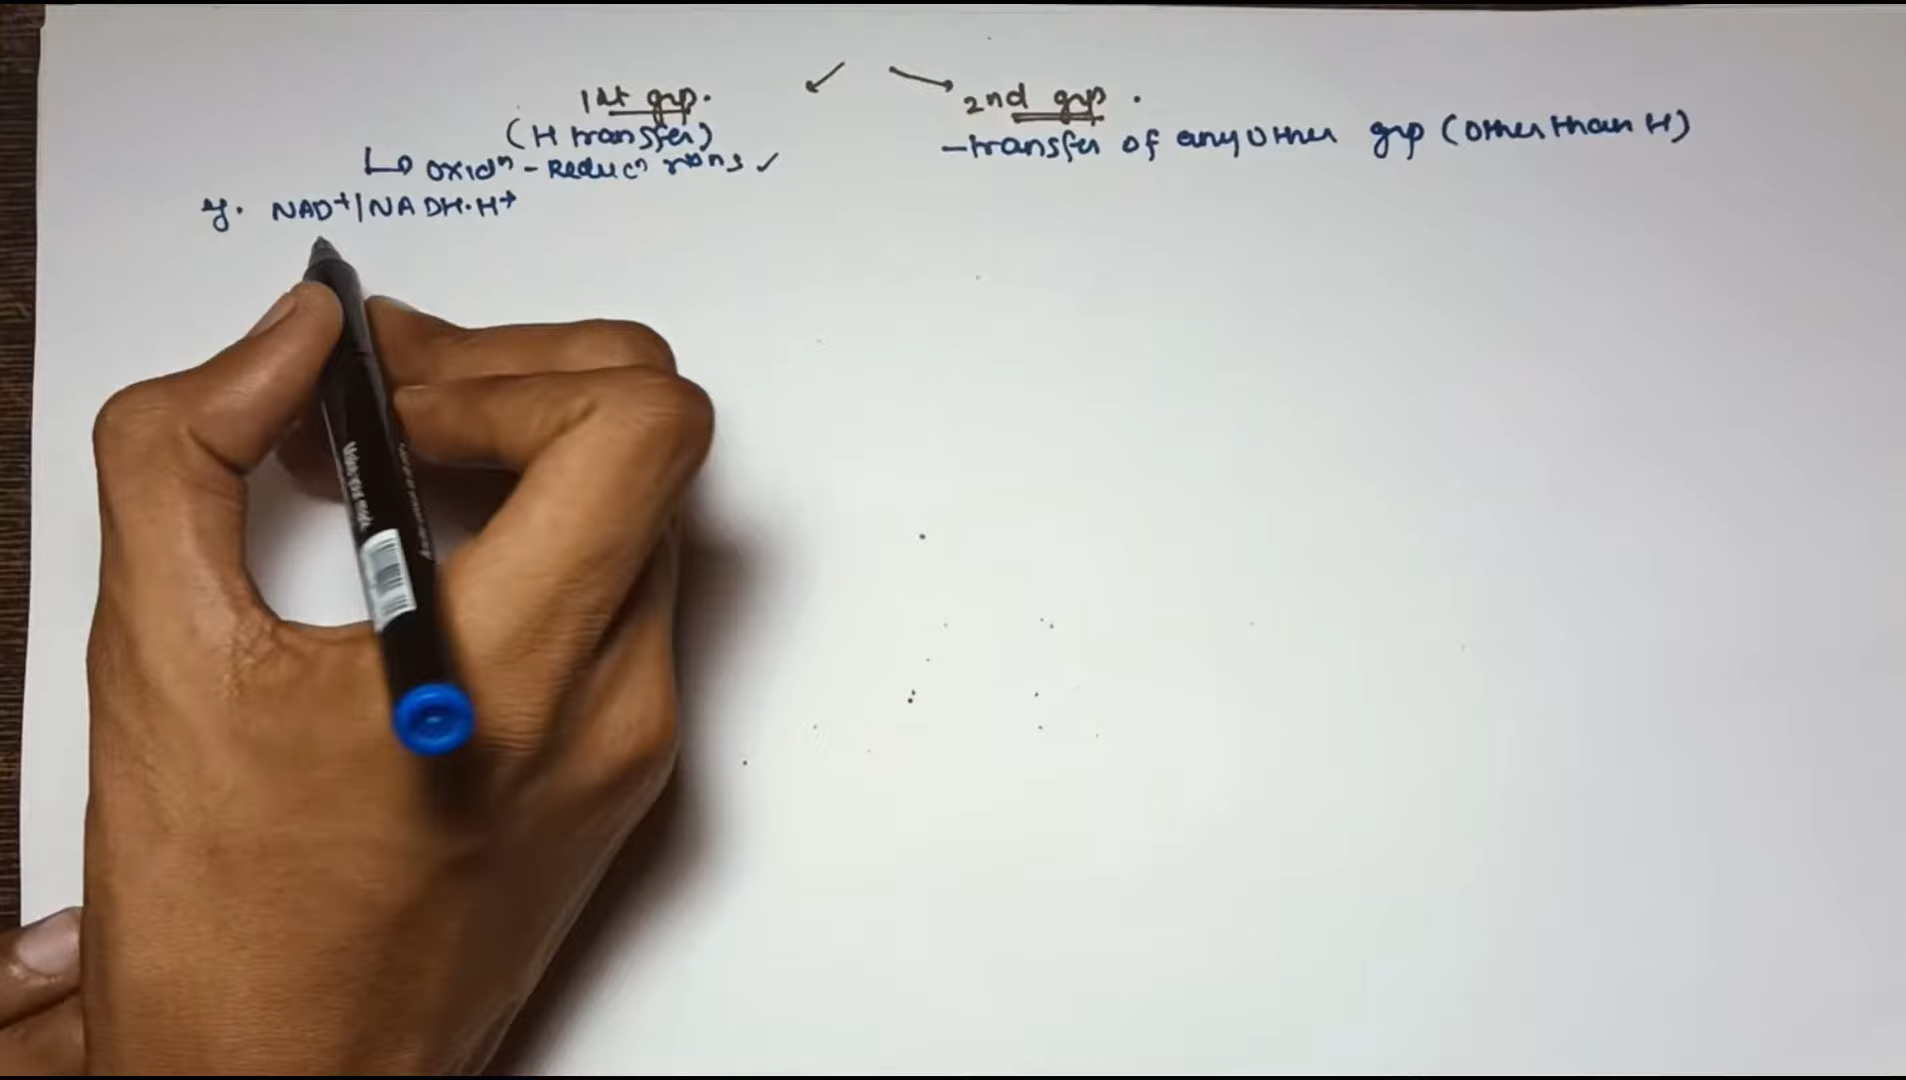 1st grp.
(H transfer)
↳ oxidⁿ - Reducⁿ rxns ✓
eg. NAD⁺/NADH.H⁺
2nd grp.
- transfer of any other grp (other than H)